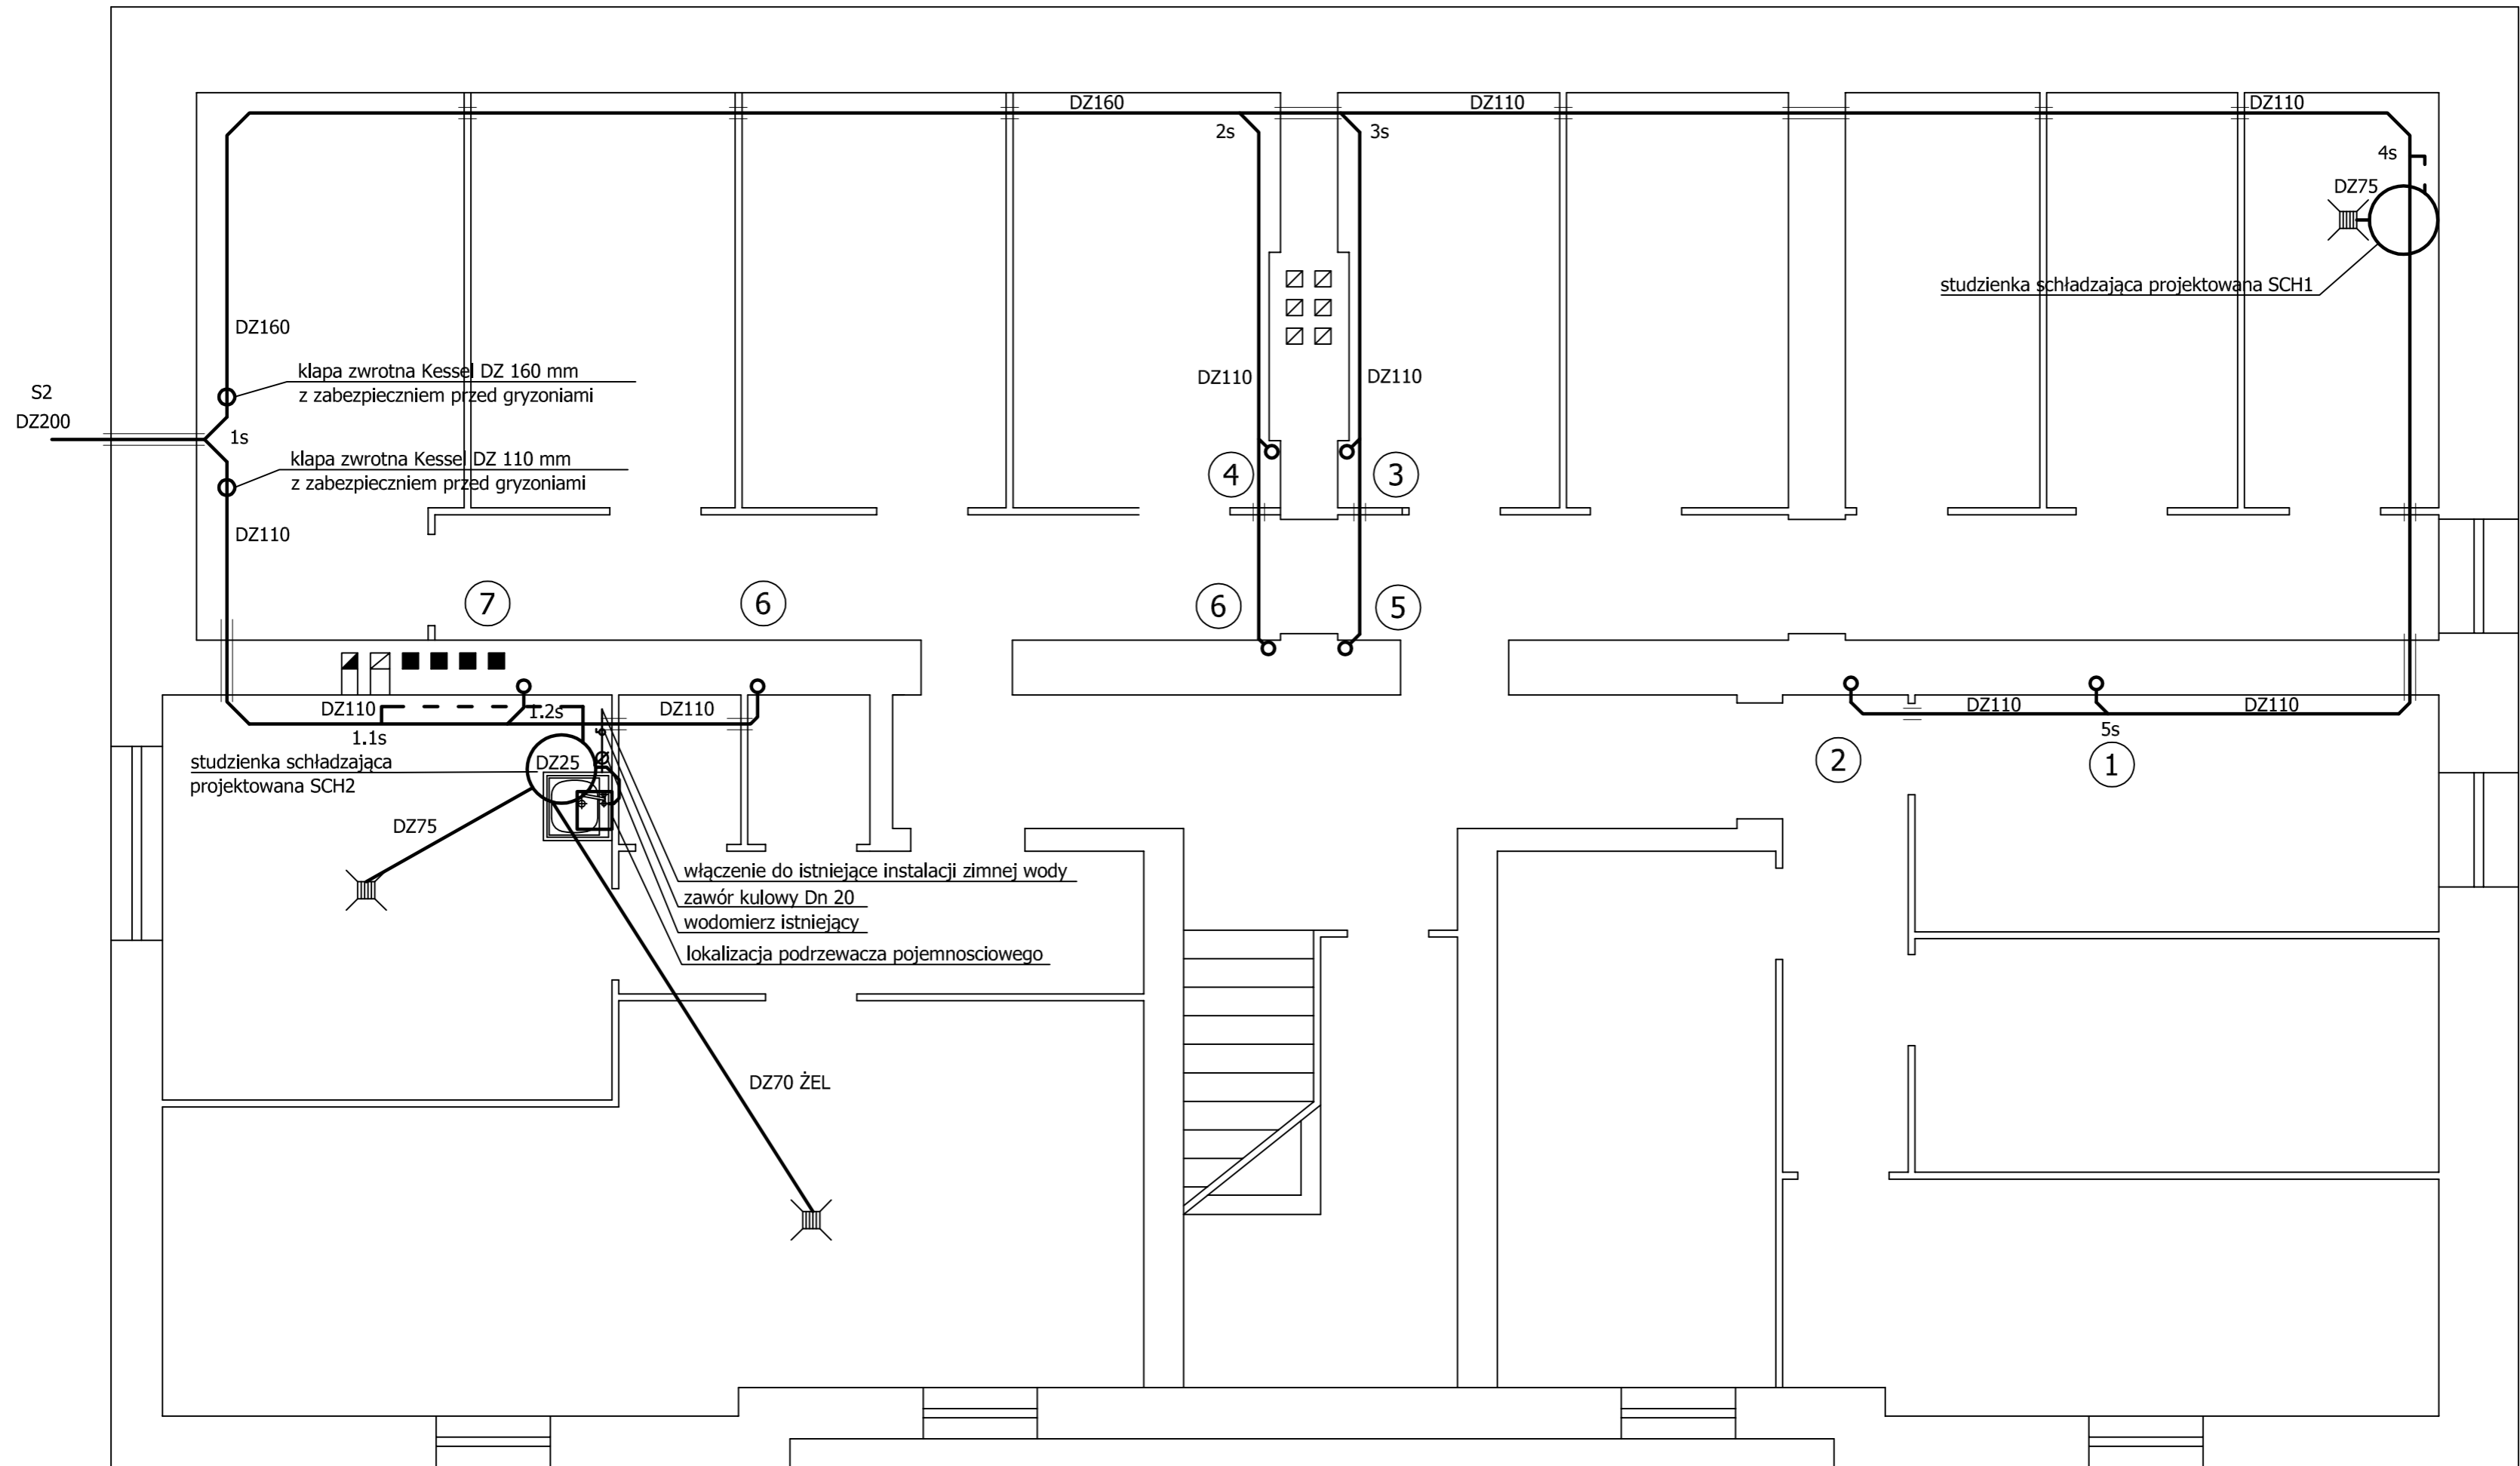 DZ160
DZ110
DZ110
2s
3s
4s
DZ75
studzienka schładzająca projektowana SCH1
DZ160
klapa zwrotna Kessel DZ 160 mm
z zabezpieczniem przed gryzoniami
DZ110
DZ110
S2
DZ200
1s
klapa zwrotna Kessel DZ 110 mm
z zabezpieczniem przed gryzoniami
4
3
DZ110
7
6
6
5
DZ110
1.2s
DZ110
DZ110
DZ110
1.1s
5s
studzienka schładzająca
projektowana SCH2
DZ25
2
1
DZ75
włączenie do istniejące instalacji zimnej wody
zawór kulowy Dn 20
wodomierz istniejący
lokalizacja podrzewacza pojemnosciowego
DZ70 ŻEL